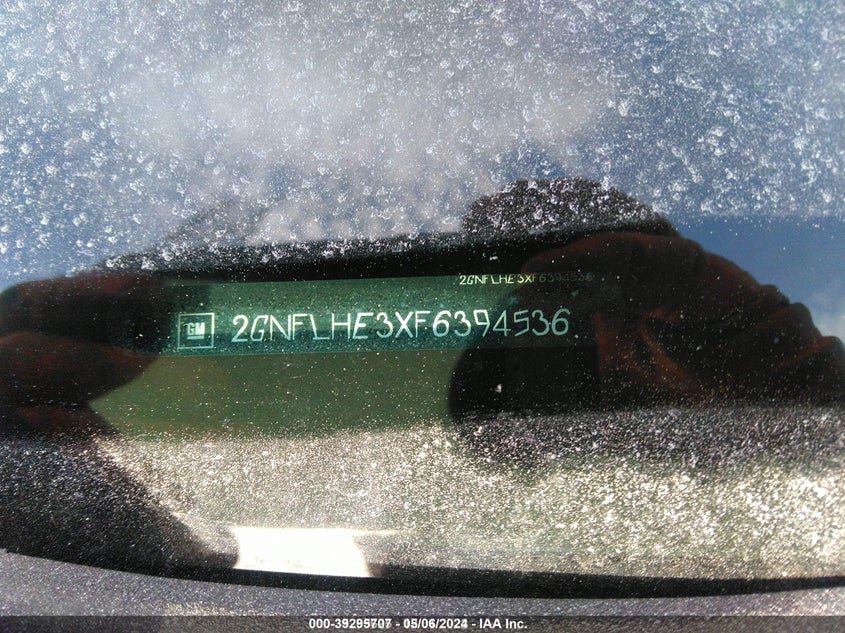 2GNFLHE3XF6394536
GM 2GNFLHE3XF6394536
000-39295707 - 05/06/2024 - IAA Inc.